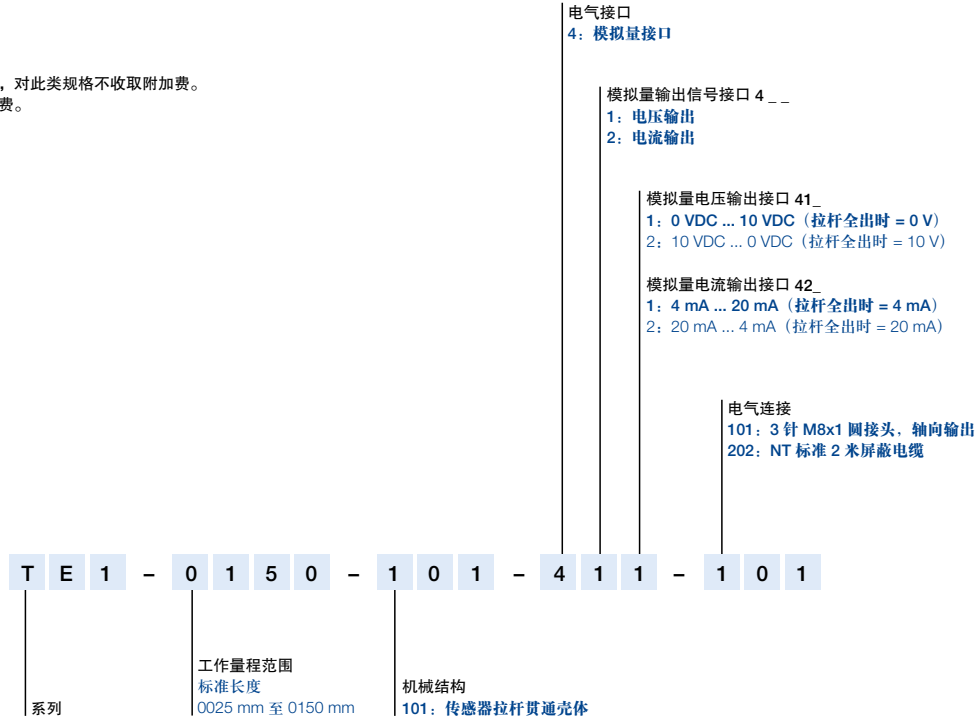 电气接口
4：模拟量接口
，对此类规格不收取附加费。
费。
模拟量输出信号接口 4 _ _
1：电压输出
2：电流输出
模拟量电压输出接口 41_
1：0 VDC ... 10 VDC（拉杆全出时 = 0 V）
2：10 VDC ... 0 VDC（拉杆全出时 = 10 V）
模拟量电流输出接口 42_
1：4 mA ... 20 mA（拉杆全出时 = 4 mA）
2：20 mA ... 4 mA（拉杆全出时 = 20 mA）
电气连接
101：3 针 M8x1 圆接头，轴向输出
202：NT 标准 2 米屏蔽电缆
T E 1 – 0 1 5 0 – 1 0 1 – 4 1 1 – 1 0 1
工作量程范围
标准长度
0025 mm 至 0150 mm
机械结构
101：传感器拉杆贯通壳体
系列